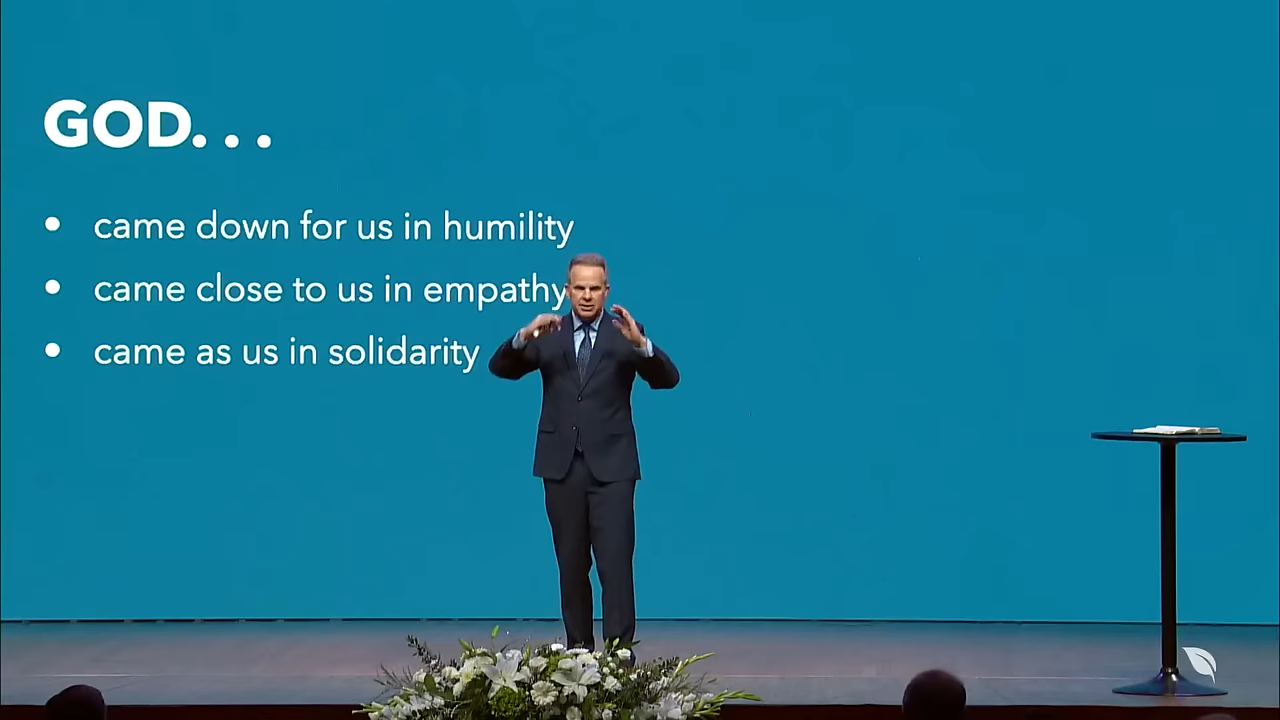 GOD. . .
• came down for us in humility
• came close to us in empathy
• came as us in solidarity